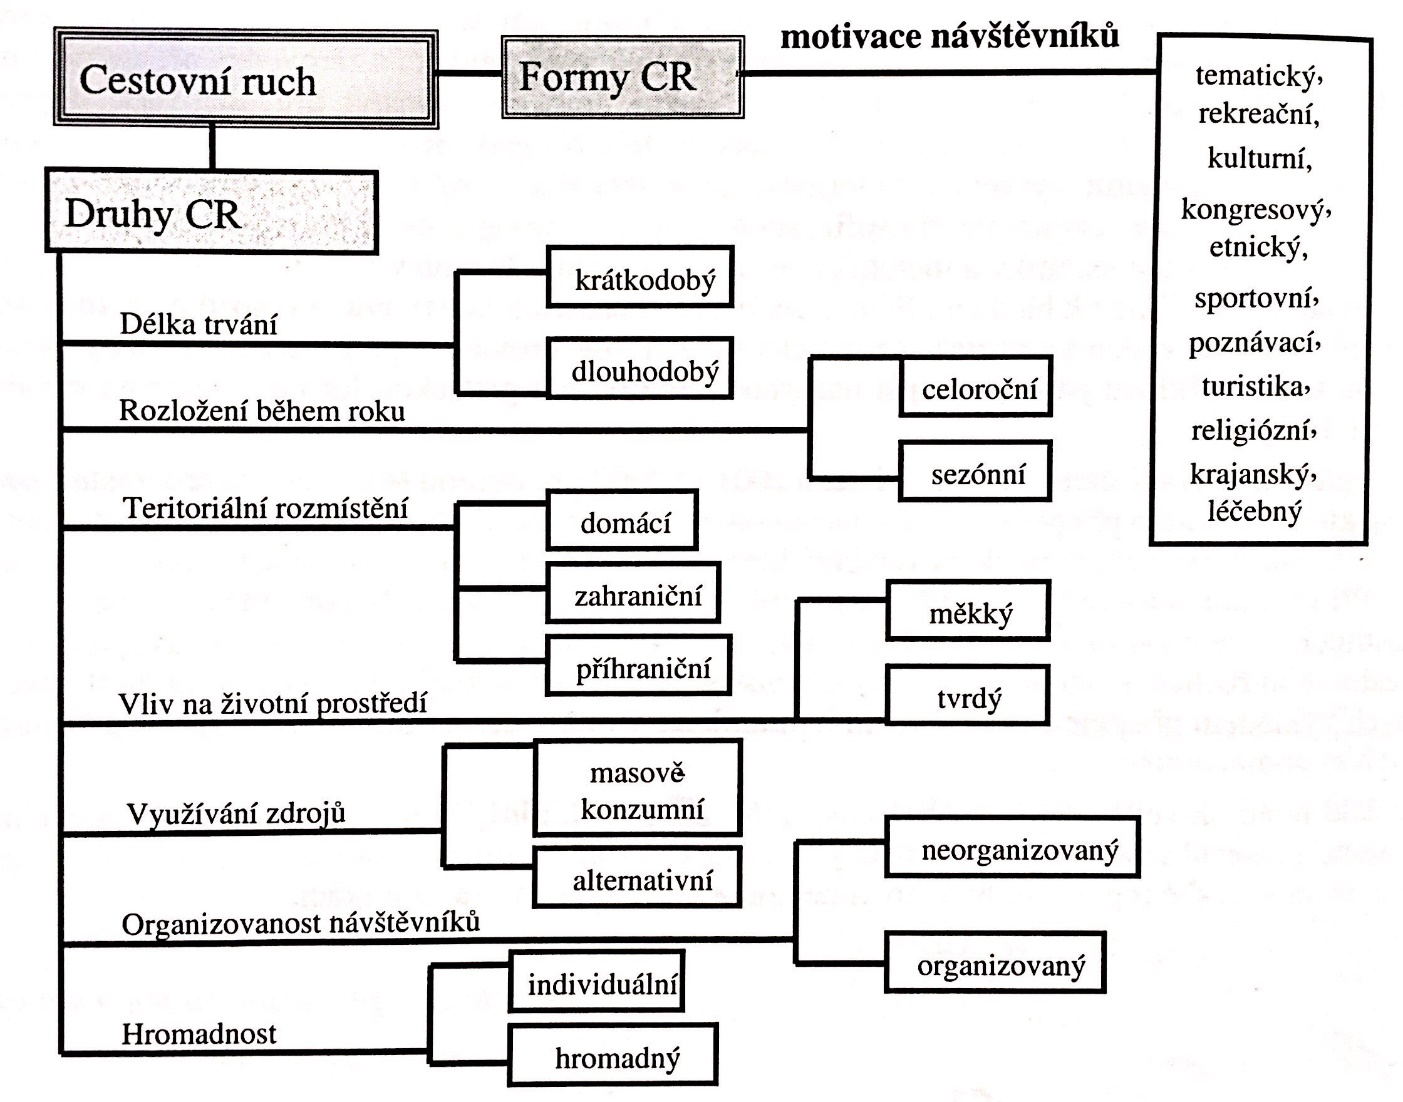 motivace návštěvníků
Cestovní ruch
Formy CR
tematický,
rekreační,
kulturní,
kongresový,
etnický,
sportovní,
poznávací,
turistika,
religiózní,
krajanský,
léčebný
Druhy CR
Délka trvání
krátkodobý
dlouhodobý
Rozložení během roku
celoroční
sezónní
Teritoriální rozmístění
domácí
zahraniční
příhraniční
Vliv na životní prostředí
měkký
tvrdý
Využívání zdrojů
masově
konzumní
alternativní
Organizovanost návštěvníků
neorganizovaný
organizovaný
Hromadnost
individuální
hromadný